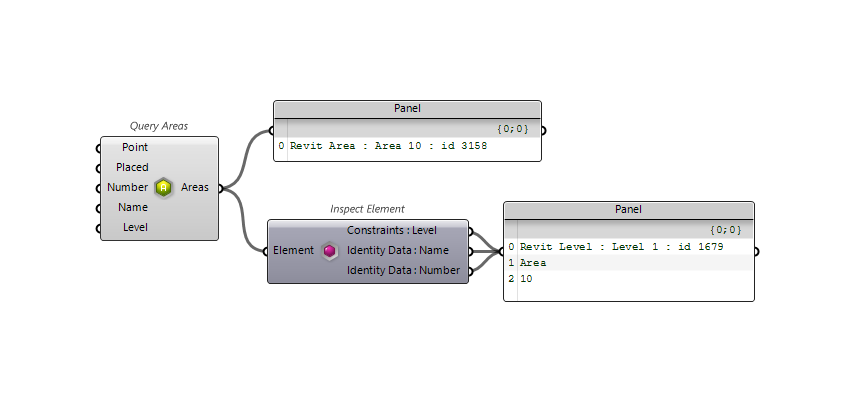 Query Areas
Point
Placed
Number
Name
Level
A
Areas
Panel
{0;0}
0 Revit Area : Area 10 : id 3158
Inspect Element
Element
Constraints : Level
Identity Data : Name
Identity Data : Number
Panel
{0;0}
0 Revit Level : Level 1 : id 1679
1 Area
2 10